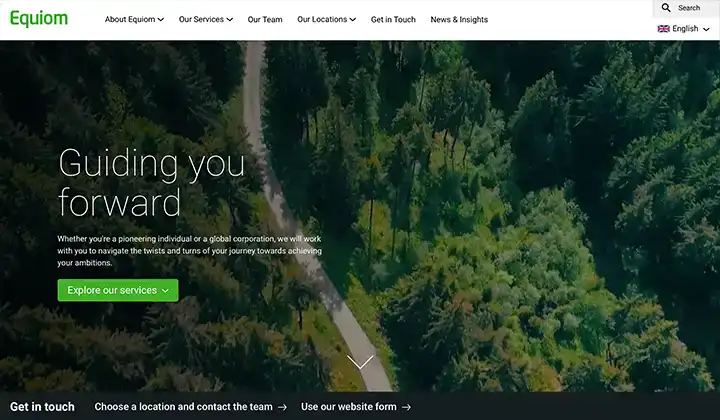 Equiom
About Equiom
Our Services
Our Team
Our Locations
Get in Touch
News & Insights
Search
English
Guiding you
forward
Whether you're a pioneering individual or a global corporation, we will work
with you to navigate the twists and turns of your journey towards achieving
your ambitions.
Explore our services
Get in touch
Choose a location and contact the team
Use our website form